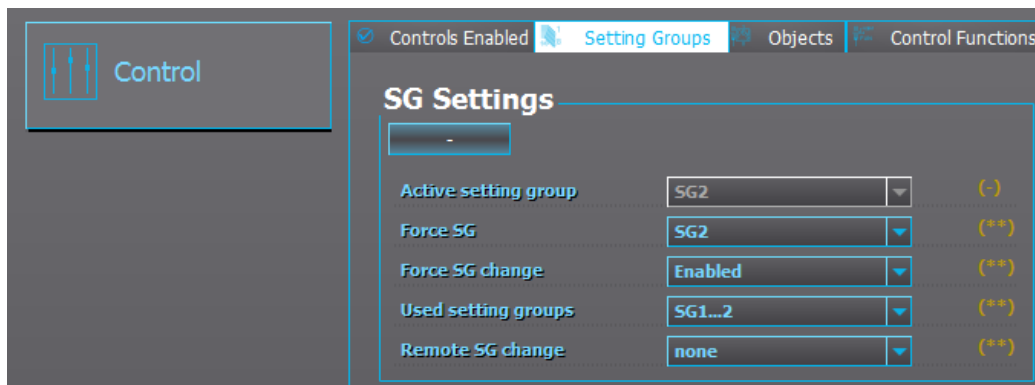 Control
Controls Enabled Setting Groups Objects Control Functions
SG Settings
-
Active setting group SG2 (-)
Force SG SG2 (**)
Force SG change Enabled (**)
Used setting groups SG1...2 (**)
Remote SG change none (**)